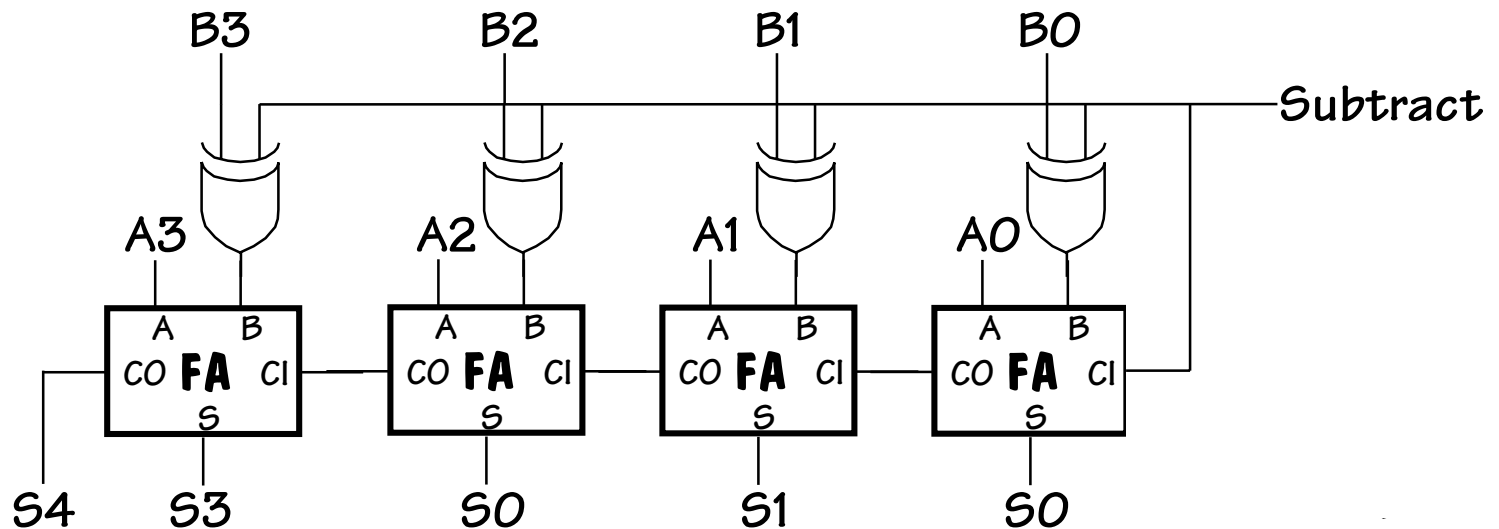 B3 B2 B1 B0
Subtract
A3 A2 A1 A0
A B A B A B A B
CO FA CI CO FA CI CO FA CI CO FA CI
S S S S
S4 S3 S0 S1 S0